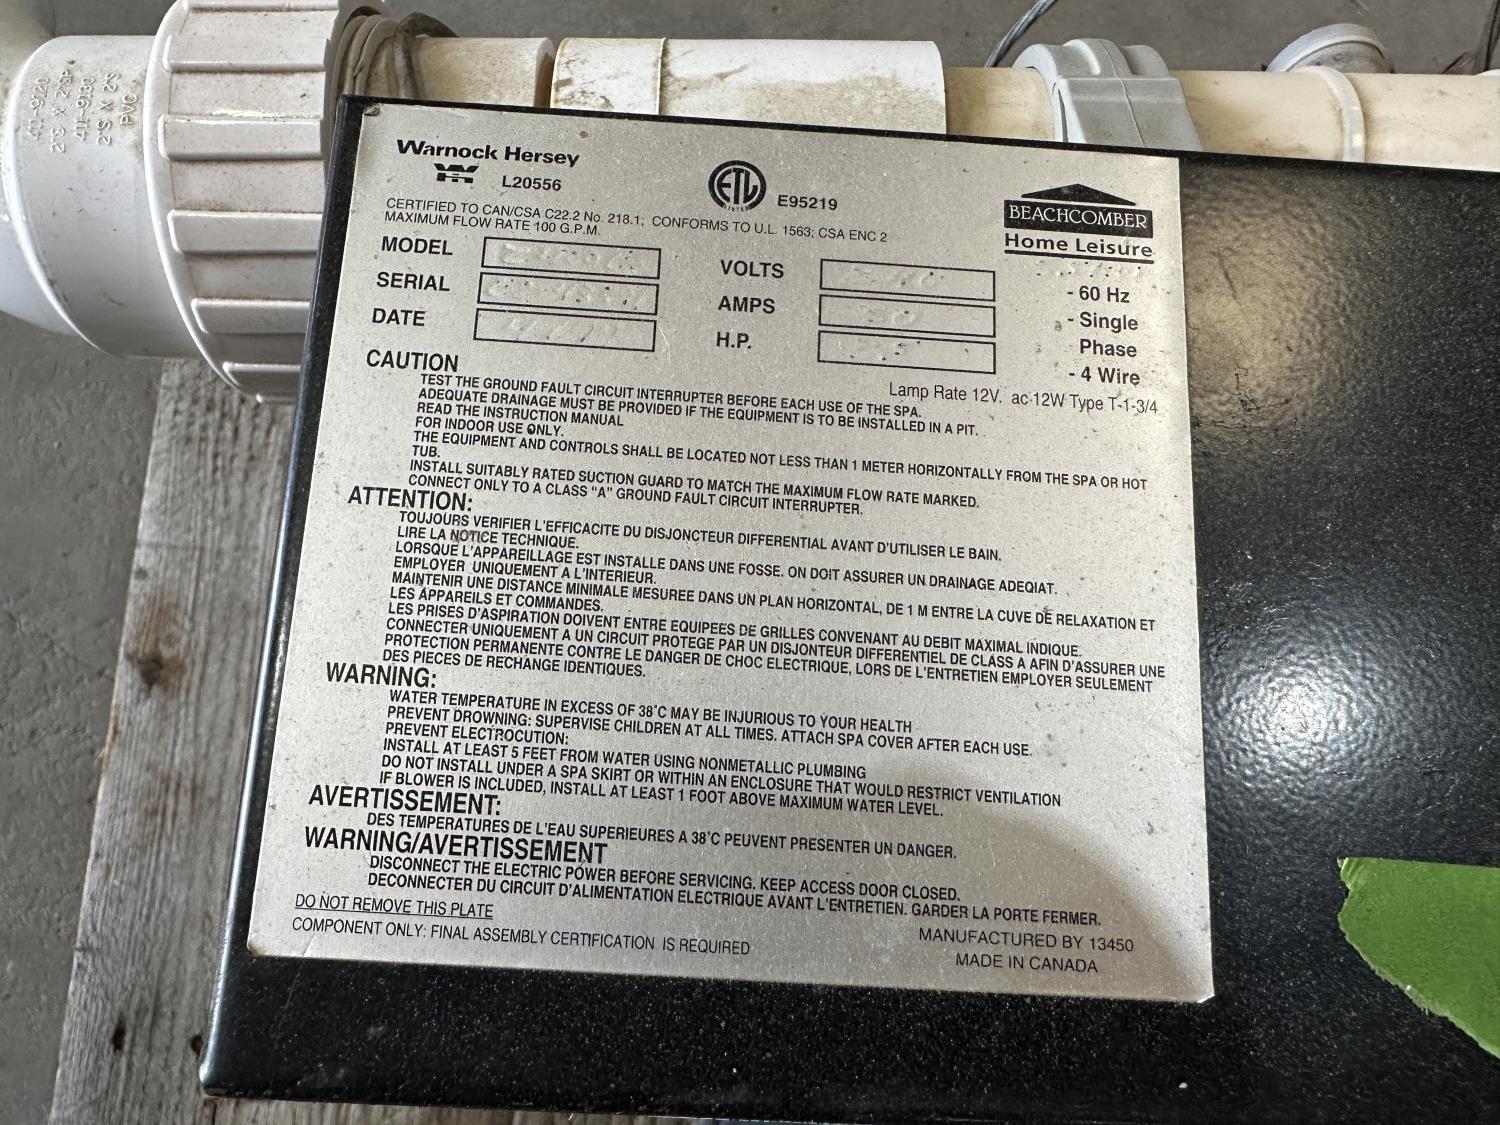 411-9120
2"S X 2"SP
411-9130
2"S X 2"S
PVC
Warnock Hersey
WH
L20556
ETL
LISTED
E95219
BEACHCOMBER
Home Leisure
CERTIFIED TO CAN/CSA C22.2 No. 218.1; CONFORMS TO U.L. 1563; CSA ENC 2
MAXIMUM FLOW RATE 100 G.P.M.
MODEL
SERIAL
DATE
VOLTS
AMPS
H.P.
- 60 Hz
- Single
Phase
- 4 Wire
Lamp Rate 12V. ac 12W Type T-1-3/4
CAUTION
TEST THE GROUND FAULT CIRCUIT INTERRUPTER BEFORE EACH USE OF THE SPA.
ADEQUATE DRAINAGE MUST BE PROVIDED IF THE EQUIPMENT IS TO BE INSTALLED IN A PIT.
READ THE INSTRUCTION MANUAL
FOR INDOOR USE ONLY.
THE EQUIPMENT AND CONTROLS SHALL BE LOCATED NOT LESS THAN 1 METER HORIZONTALLY FROM THE SPA OR HOT
TUB.
INSTALL SUITABLY RATED SUCTION GUARD TO MATCH THE MAXIMUM FLOW RATE MARKED.
CONNECT ONLY TO A CLASS "A" GROUND FAULT CIRCUIT INTERRUPTER.
ATTENTION:
TOUJOURS VERIFIER L'EFFICACITE DU DISJONCTEUR DIFFERENTIEL AVANT D'UTILISER LE BAIN.
LIRE LA NOTICE TECHNIQUE.
LORSQUE L'APPAREILLAGE EST INSTALLE DANS UNE FOSSE. ON DOIT ASSURER UN DRAINAGE ADEQIAT.
EMPLOYER UNIQUEMENT A L'INTERIEUR.
MAINTENIR UNE DISTANCE MINIMALE MESUREE DANS UN PLAN HORIZONTAL, DE 1 M ENTRE LA CUVE DE RELAXATION ET
LES APPAREILS ET COMMANDES.
LES PRISES D'ASPIRATION DOIVENT ENTRE EQUIPEES DE GRILLES CONVENANT AU DEBIT MAXIMAL INDIQUE.
CONNECTER UNIQUEMENT A UN CIRCUIT PROTEGE PAR UN DISJONTEUR DIFFERENTIEL DE CLASS A AFIN D'ASSURER UNE
PROTECTION PERMANENTE CONTRE LE DANGER DE CHOC ELECTRIQUE, LORS DE L'ENTRETIEN EMPLOYER SEULEMENT
DES PIECES DE RECHANGE IDENTIQUES.
WARNING:
WATER TEMPERATURE IN EXCESS OF 38°C MAY BE INJURIOUS TO YOUR HEALTH
PREVENT DROWNING: SUPERVISE CHILDREN AT ALL TIMES. ATTACH SPA COVER AFTER EACH USE.
PREVENT ELECTROCUTION:
INSTALL AT LEAST 5 FEET FROM WATER USING NONMETALLIC PLUMBING
DO NOT INSTALL UNDER A SPA SKIRT OR WITHIN AN ENCLOSURE THAT WOULD RESTRICT VENTILATION
IF BLOWER IS INCLUDED, INSTALL AT LEAST 1 FOOT ABOVE MAXIMUM WATER LEVEL.
AVERTISSEMENT:
DES TEMPERATURES DE L'EAU SUPERIEURES A 38°C PEUVENT PRESENTER UN DANGER.
WARNING/AVERTISSEMENT
DISCONNECT THE ELECTRIC POWER BEFORE SERVICING. KEEP ACCESS DOOR CLOSED.
DECONNECTER DU CIRCUIT D'ALIMENTATION ELECTRIQUE AVANT L'ENTRETIEN. GARDER LA PORTE FERMER.
DO NOT REMOVE THIS PLATE
COMPONENT ONLY: FINAL ASSEMBLY CERTIFICATION IS REQUIRED
MANUFACTURED BY 13450
MADE IN CANADA